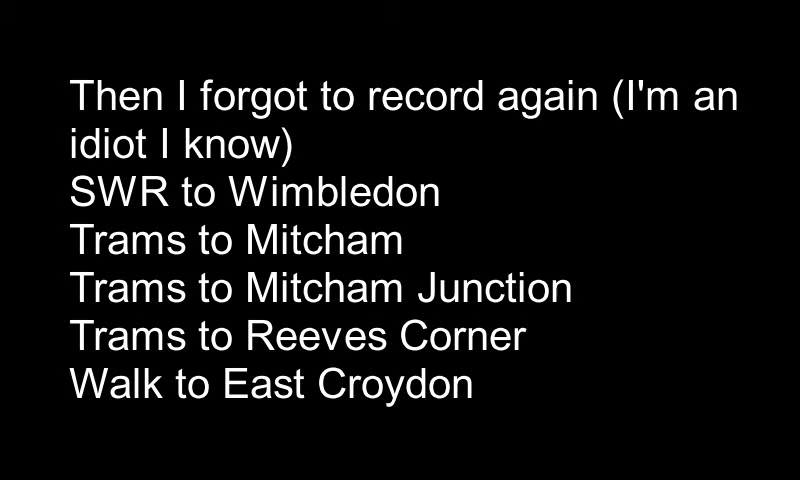 Then I forgot to record again (I'm an
idiot I know)
SWR to Wimbledon
Trams to Mitcham
Trams to Mitcham Junction
Trams to Reeves Corner
Walk to East Croydon